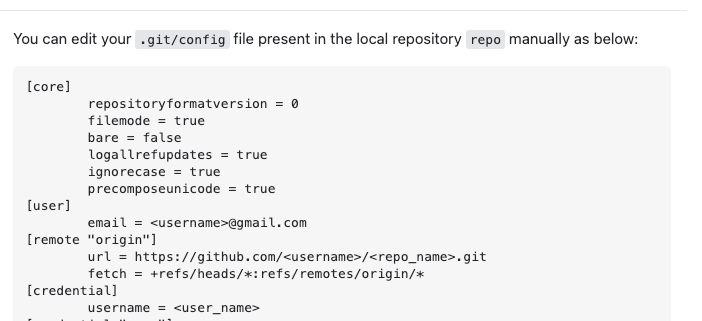 You can edit your .git/config file present in the local repository repo manually as below:
[core]
        repositoryformatversion = 0
        filemode = true
        bare = false
        logallrefupdates = true
        ignorecase = true
        precomposeunicode = true
[user]
        email = <username>@gmail.com
[remote "origin"]
        url = https://github.com/<username>/<repo_name>.git
        fetch = +refs/heads/*:refs/remotes/origin/*
[credential]
        username = <user_name>